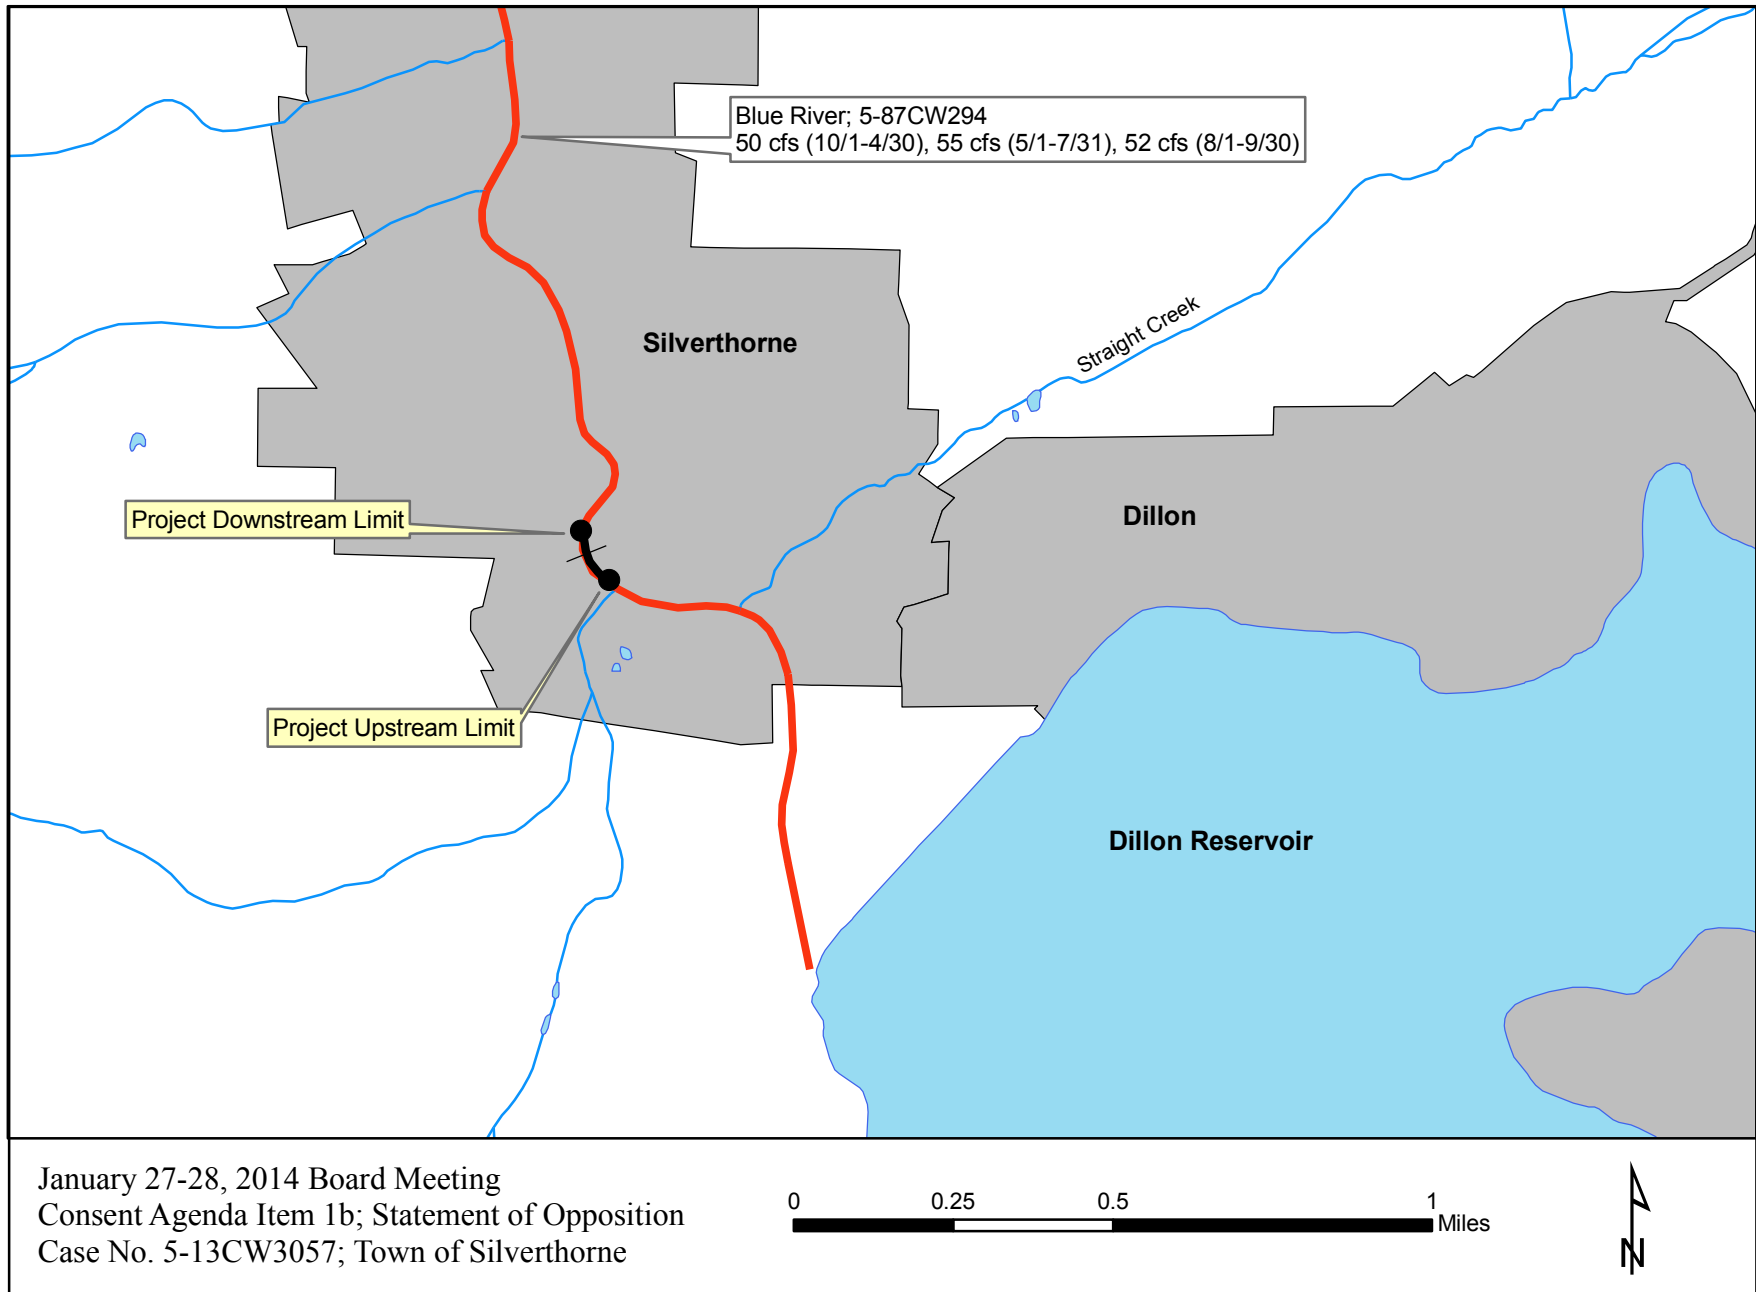 Blue River; 5-87CW294
50 cfs (10/1-4/30), 55 cfs (5/1-7/31), 52 cfs (8/1-9/30)
Straight Creek
Silverthorne
Dillon
Project Downstream Limit
Project Upstream Limit
Dillon Reservoir
January 27-28, 2014 Board Meeting
Consent Agenda Item 1b; Statement of Opposition
Case No. 5-13CW3057; Town of Silverthorne
0 0.25 0.5 1
Miles
N